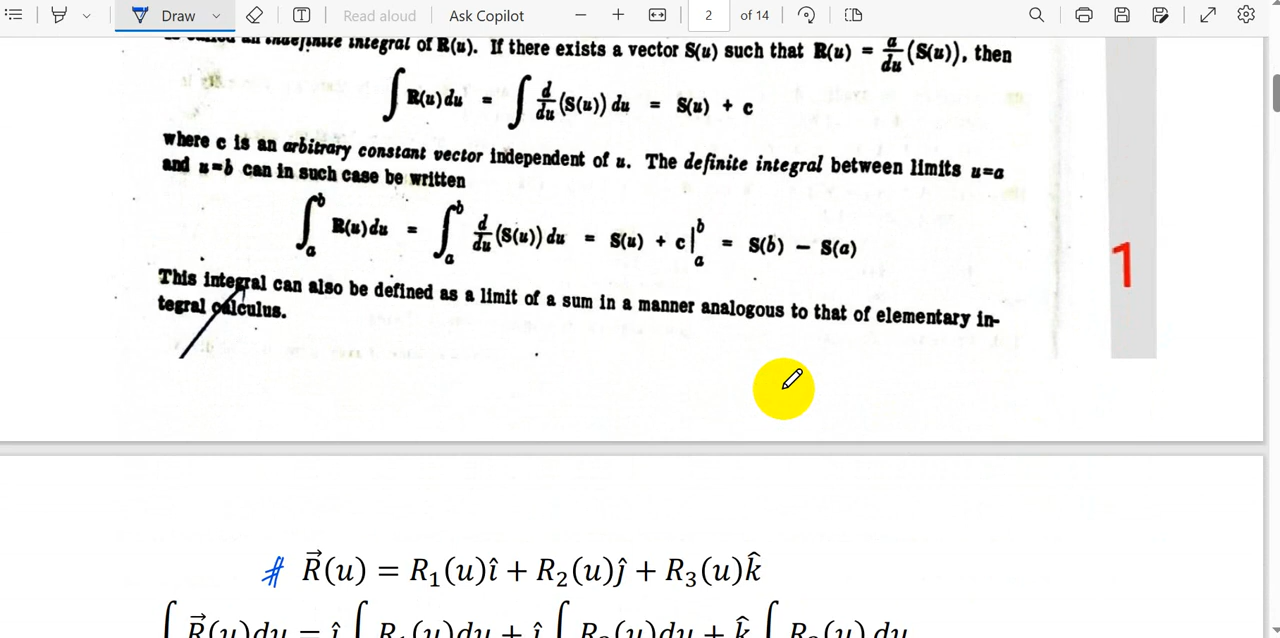 Draw
Read aloud
Ask Copilot
2
of 14
is called an indefinite integral of R(u). If there exists a vector S(u) such that R(u) = d/du (S(u)), then
∫ R(u) du = ∫ d/du (S(u)) du = S(u) + c
where c is an arbitrary constant vector independent of u. The definite integral between limits u=a
and u=b can in such case be written
∫_a^b R(u) du = ∫_a^b d/du (S(u)) du = S(u) + c |_a^b = S(b) − S(a)
This integral can also be defined as a limit of a sum in a manner analogous to that of elementary in-
tegral calculus.
1
# R⃗(u) = R₁(u)î + R₂(u)ĵ + R₃(u)k̂